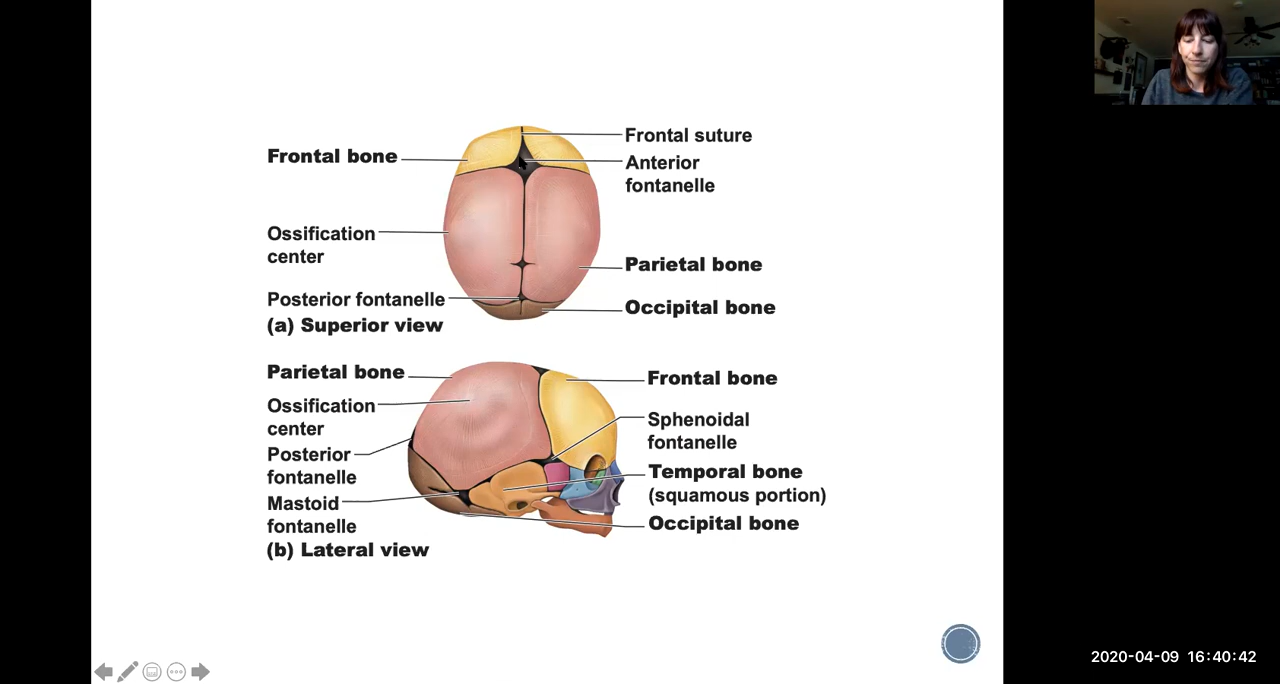 Frontal bone
Frontal suture
Anterior
fontanelle
Ossification
center
Parietal bone
Posterior fontanelle
Occipital bone
(a) Superior view
Parietal bone
Frontal bone
Ossification
center
Sphenoidal
fontanelle
Posterior
fontanelle
Temporal bone
(squamous portion)
Mastoid
fontanelle
Occipital bone
(b) Lateral view
2020-04-09 16:40:42